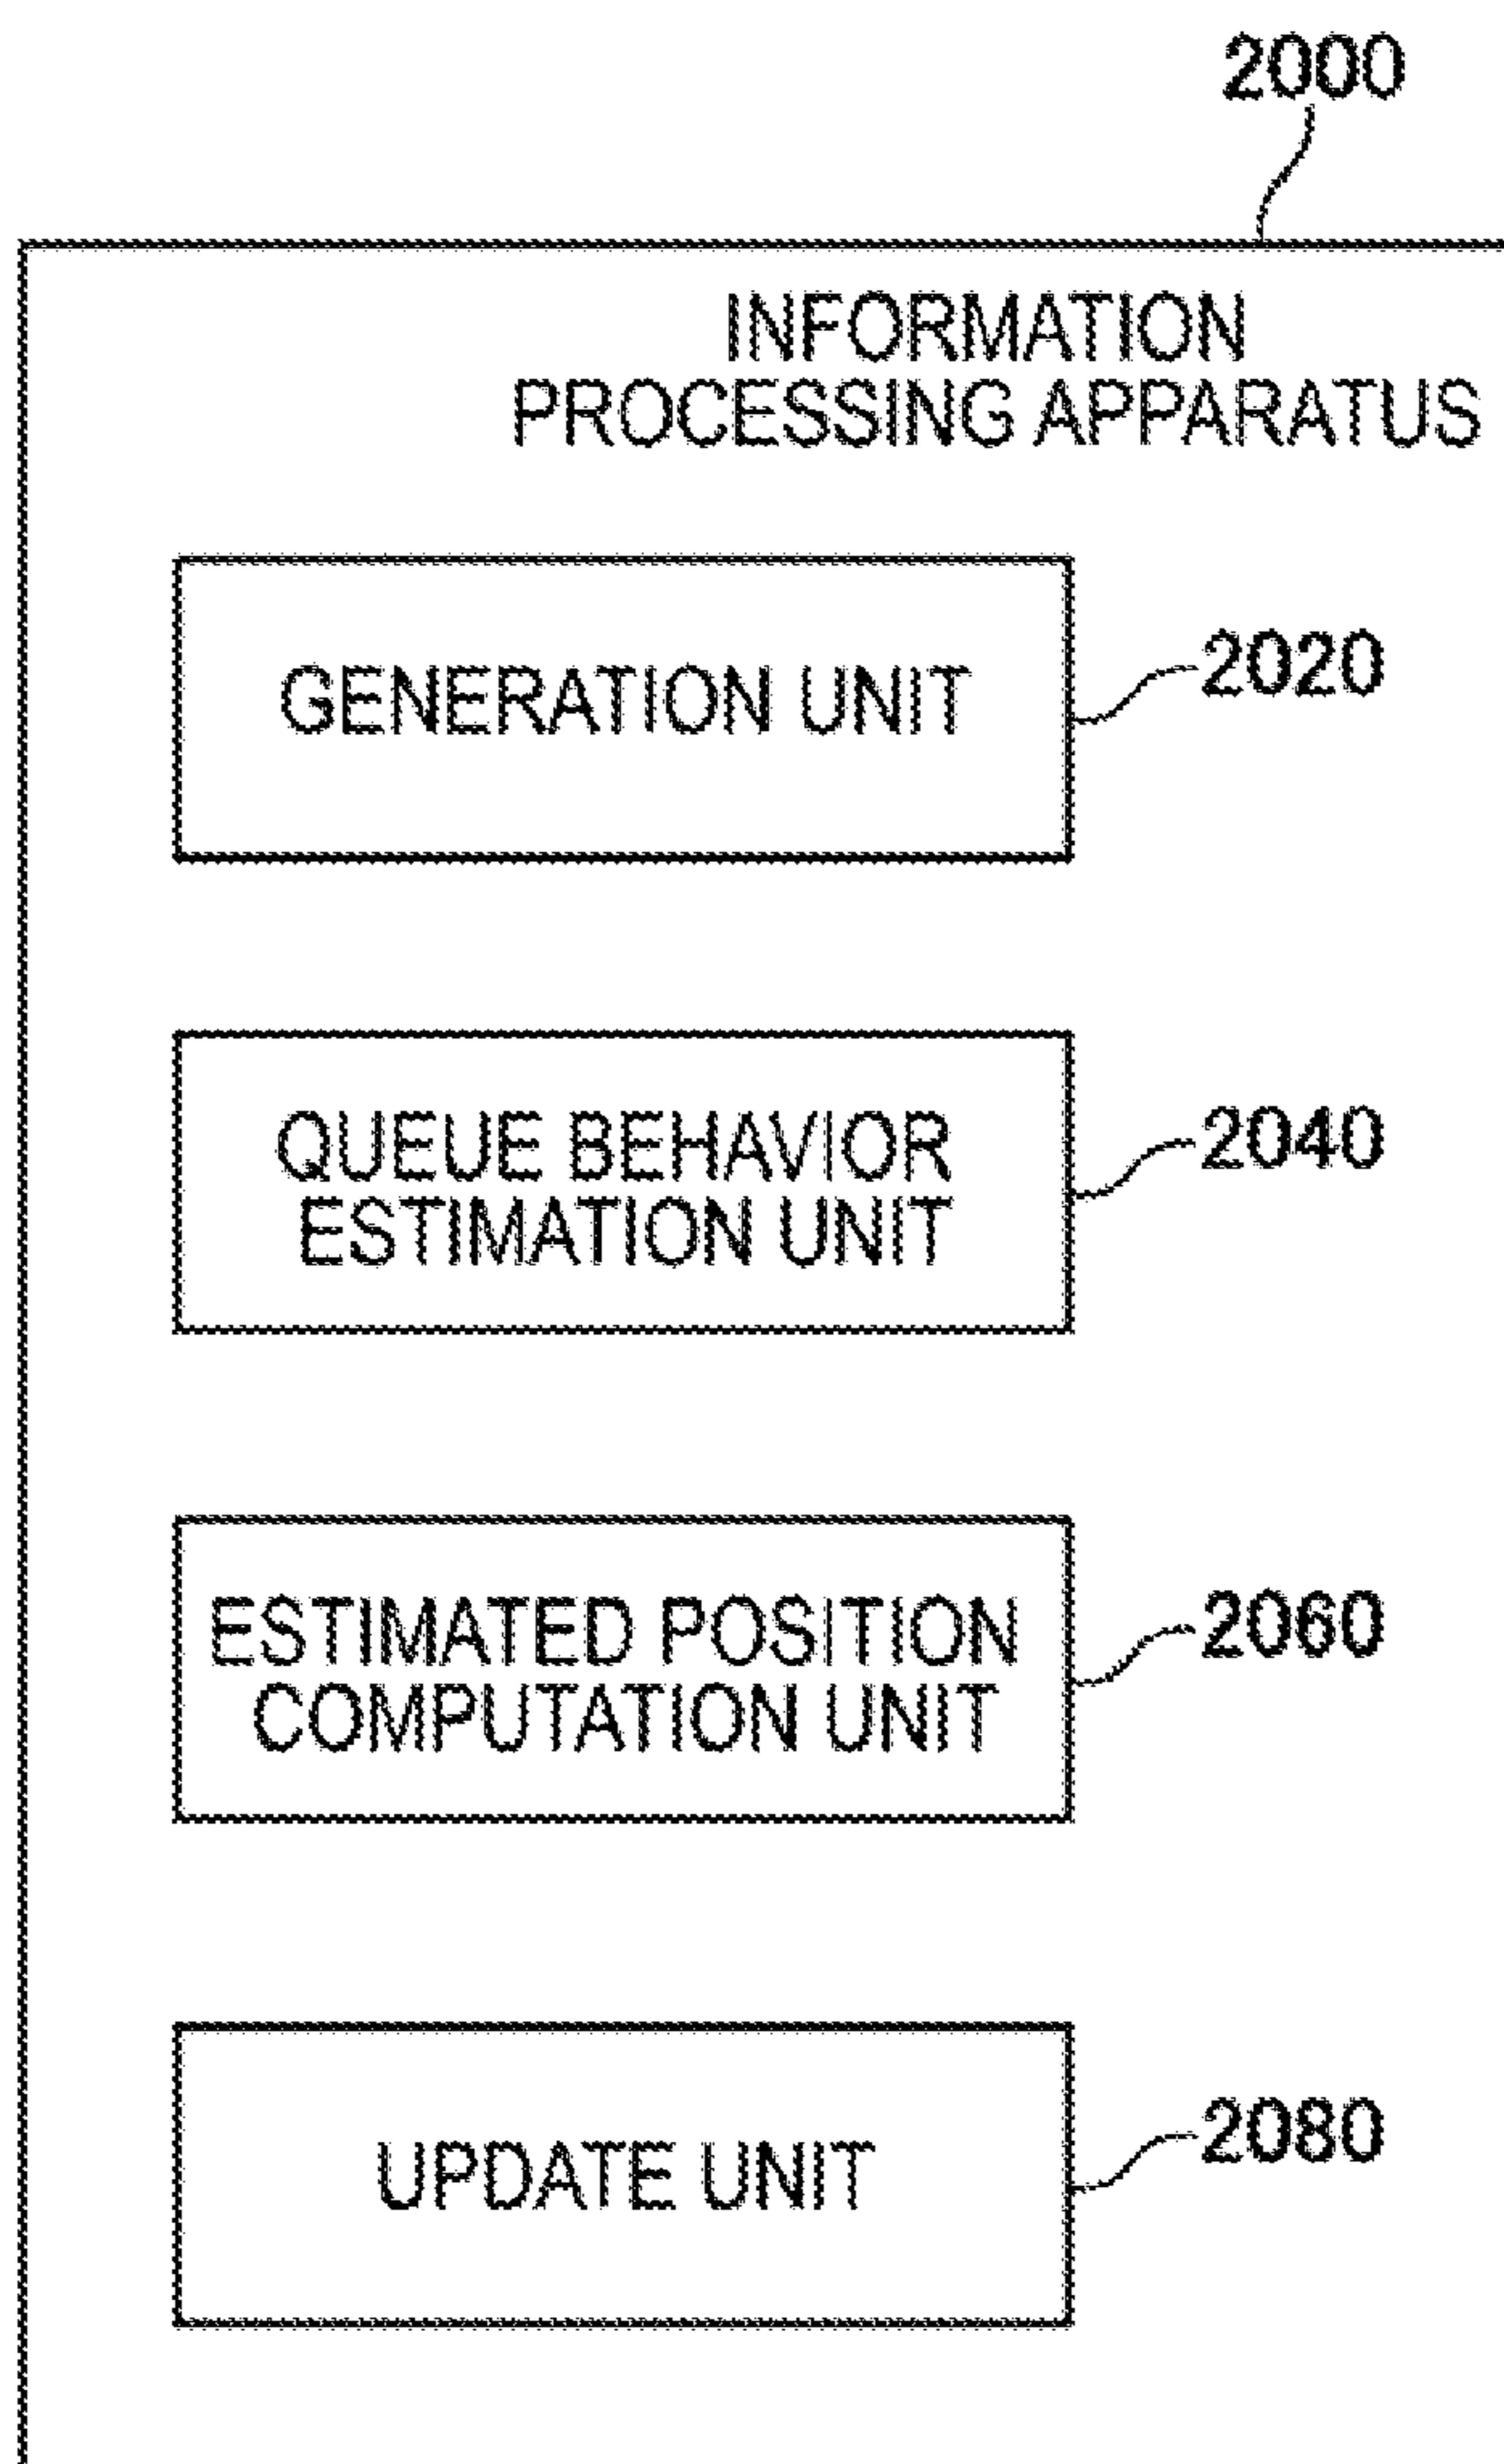 2000
INFORMATION
PROCESSING APPARATUS
GENERATION UNIT
2020
QUEUE BEHAVIOR
ESTIMATION UNIT
2040
ESTIMATED POSITION
COMPUTATION UNIT
2060
UPDATE UNIT
2080